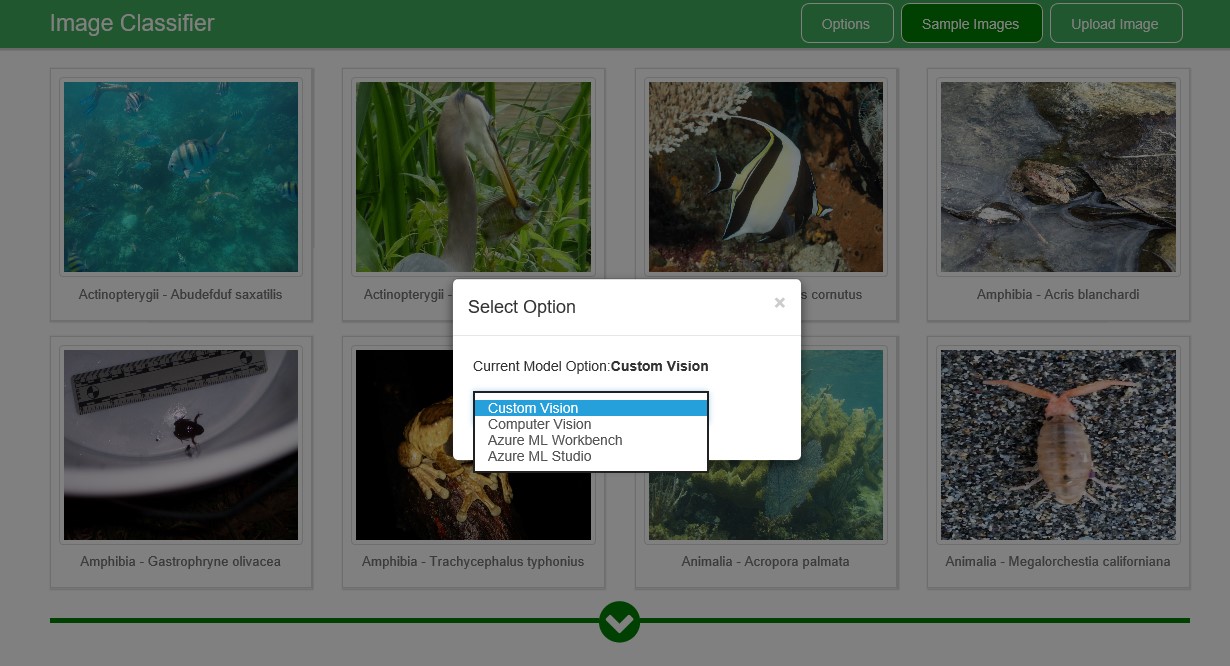 Image Classifier
Options
Sample Images
Upload Image
Actinopterygii - Abudefduf saxatilis
Actinopterygii -
s cornutus
Amphibia - Acris blanchardi
Select Option
×
Current Model Option:Custom Vision
Custom Vision
Computer Vision
Azure ML Workbench
Azure ML Studio
Amphibia - Gastrophryne olivacea
Amphibia - Trachycephalus typhonius
Animalia - Acropora palmata
Animalia - Megalorchestia californiana